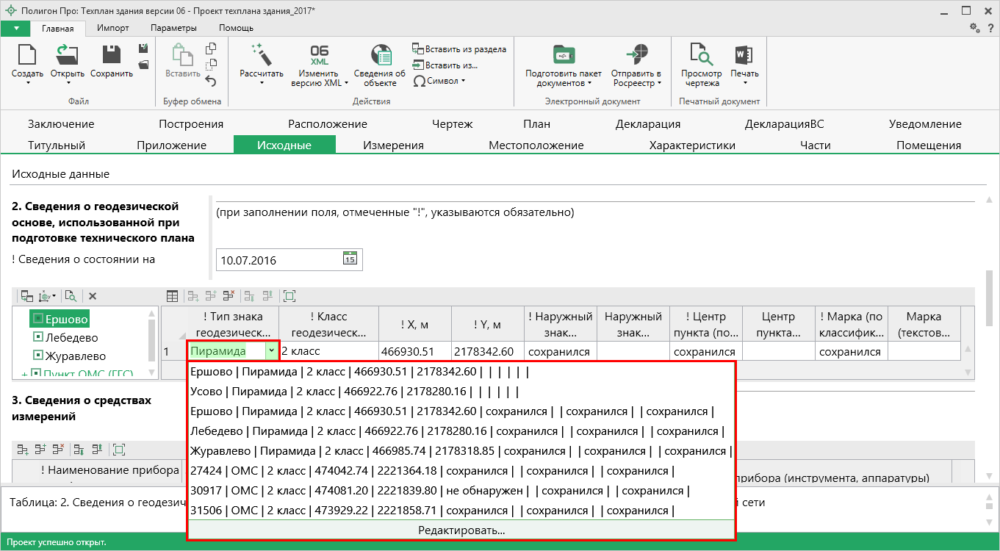 Полигон Про: Техплан здания версии 06 - Проект техплана здания_2017*
Главная Импорт Параметры Помощь
?
Создать Открыть Сохранить
Файл
Вставить
Буфер обмена
Рассчитать
06 XML
Изменить версию XML
Сведения об объекте
Вставить из раздела
Вставить из...
Символ
Действия
Подготовить пакет документов
Отправить в Росреестр
Электронный документ
Просмотр чертежа
Печать
Печатный документ
Заключение Построения Расположение Чертеж План Декларация ДекларацияВС Уведомление
Титульный Приложение Исходные Измерения Местоположение Характеристики Части Помещения
Исходные данные
2. Сведения о геодезической
основе, использованной при
подготовке технического плана
(при заполнении поля, отмеченные "!", указываются обязательно)
! Сведения о состоянии на
10.07.2016
15
Ершово
Лебедево
Журавлево
+ Пункт ОМС (ГГС)
! Тип знака геодезическ...
! Класс геодезическ...
! X, м
! Y, м
! Наружный знак...
Наружный знак...
! Центр пункта (по...
Центр пункта...
! Марка (по классифик...
Марка (текстов...
1 Пирамида 2 класс 466930.51 2178342.60 сохранился сохранился сохранился
Ершово | Пирамида | 2 класс | 466930.51 | 2178342.60 | | | | | |
Усово | Пирамида | 2 класс | 466922.76 | 2178280.16 | | | | | |
Ершово | Пирамида | 2 класс | 466930.51 | 2178342.60 | сохранился | | сохранился | | сохранился |
Лебедево | Пирамида | 2 класс | 466922.76 | 2178280.16 | сохранился | | сохранился | | сохранился |
Журавлево | Пирамида | 2 класс | 466985.74 | 2178318.85 | сохранился | | сохранился | | сохранился |
27424 | ОМС | 2 класс | 474042.74 | 2221364.18 | сохранился | | сохранился | | сохранился |
30917 | ОМС | 2 класс | 474081.20 | 2221839.80 | не обнаружен | | сохранился | | сохранился |
31506 | ОМС | 2 класс | 473929.22 | 2221858.71 | сохранился | | сохранился | | сохранился |
Редактировать...
3. Сведения о средствах
измерений
! Наименование прибора
прибора (инструмента, аппаратуры)
Таблица: 2. Сведения о геодезич
й сети
Проект успешно открыт.